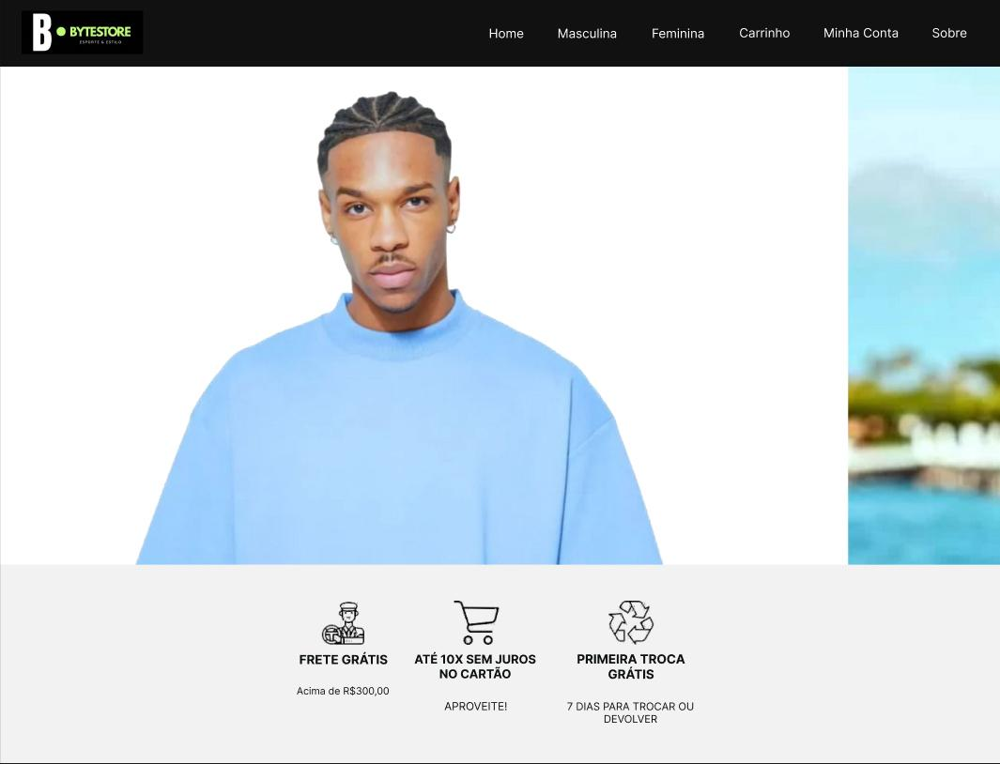 B
BYTESTORE
ESPORTE & ESTILO
Home
Masculina
Feminina
Carrinho
Minha Conta
Sobre
FRETE GRÁTIS
Acima de R$300,00
ATÉ 10X SEM JUROS
NO CARTÃO
APROVEITE!
PRIMEIRA TROCA
GRÁTIS
7 DIAS PARA TROCAR OU
DEVOLVER